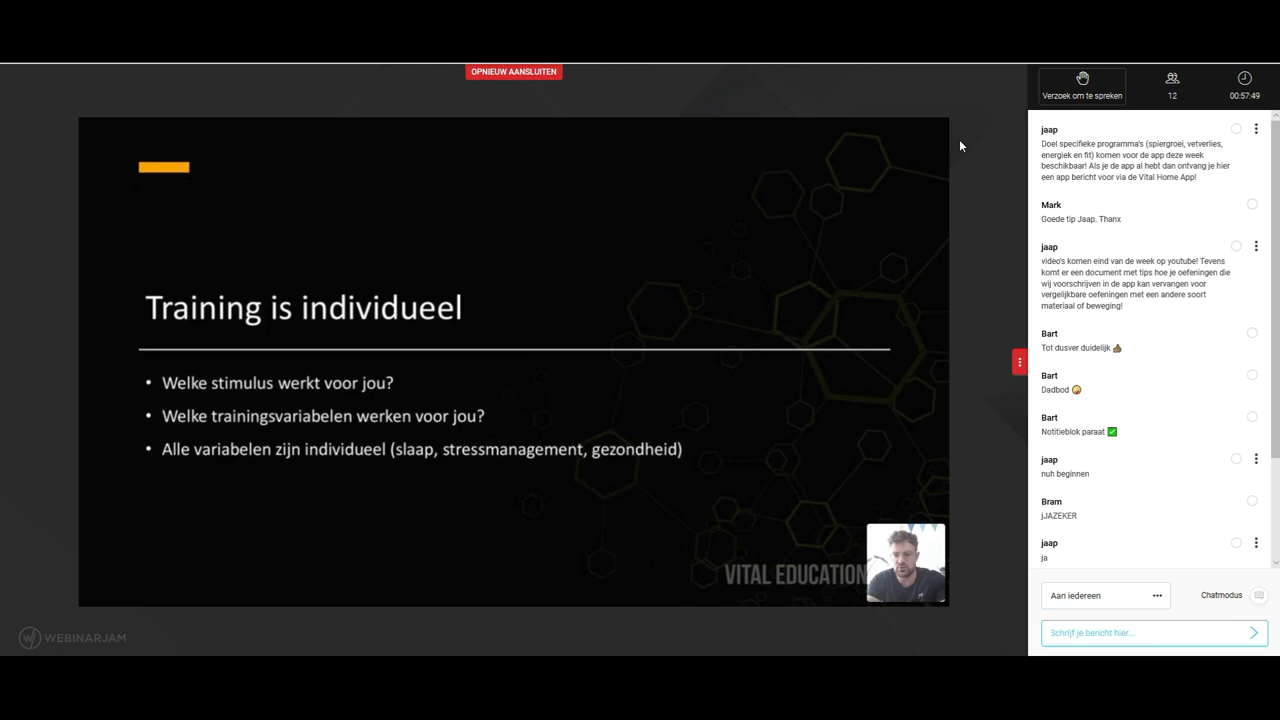 OPNIEUW AANSLUITEN
Verzoek om te spreken
12
00:57:49
Training is individueel
• Welke stimulus werkt voor jou?
• Welke trainingsvariabelen werken voor jou?
• Alle variabelen zijn individueel (slaap, stressmanagement, gezondheid)
VITAL EDUCATION
WEBINARJAM
jaap
Doel specifieke programma's (spiergroei, vetverlies,
energiek en fit) komen voor de app deze week
beschikbaar! Als je de app al hebt dan ontvang je hier
een app bericht voor via de Vital Home App!
Mark
Goede tip Jaap. Thanx
jaap
video's komen eind van de week op youtube! Tevens
komt er een document met tips hoe je oefeningen die
wij voorschrijven in de app kan vervangen voor
vergelijkbare oefeningen met een andere soort
materiaal of beweging!
Bart
Tot dusver duidelijk 👍
Bart
Dadbod 🤪
Bart
Notitieblok paraat ✅
jaap
nuh beginnen
Bram
jJAZEKER
jaap
ja
Aan iedereen
Chatmodus
Schrijf je bericht hier...